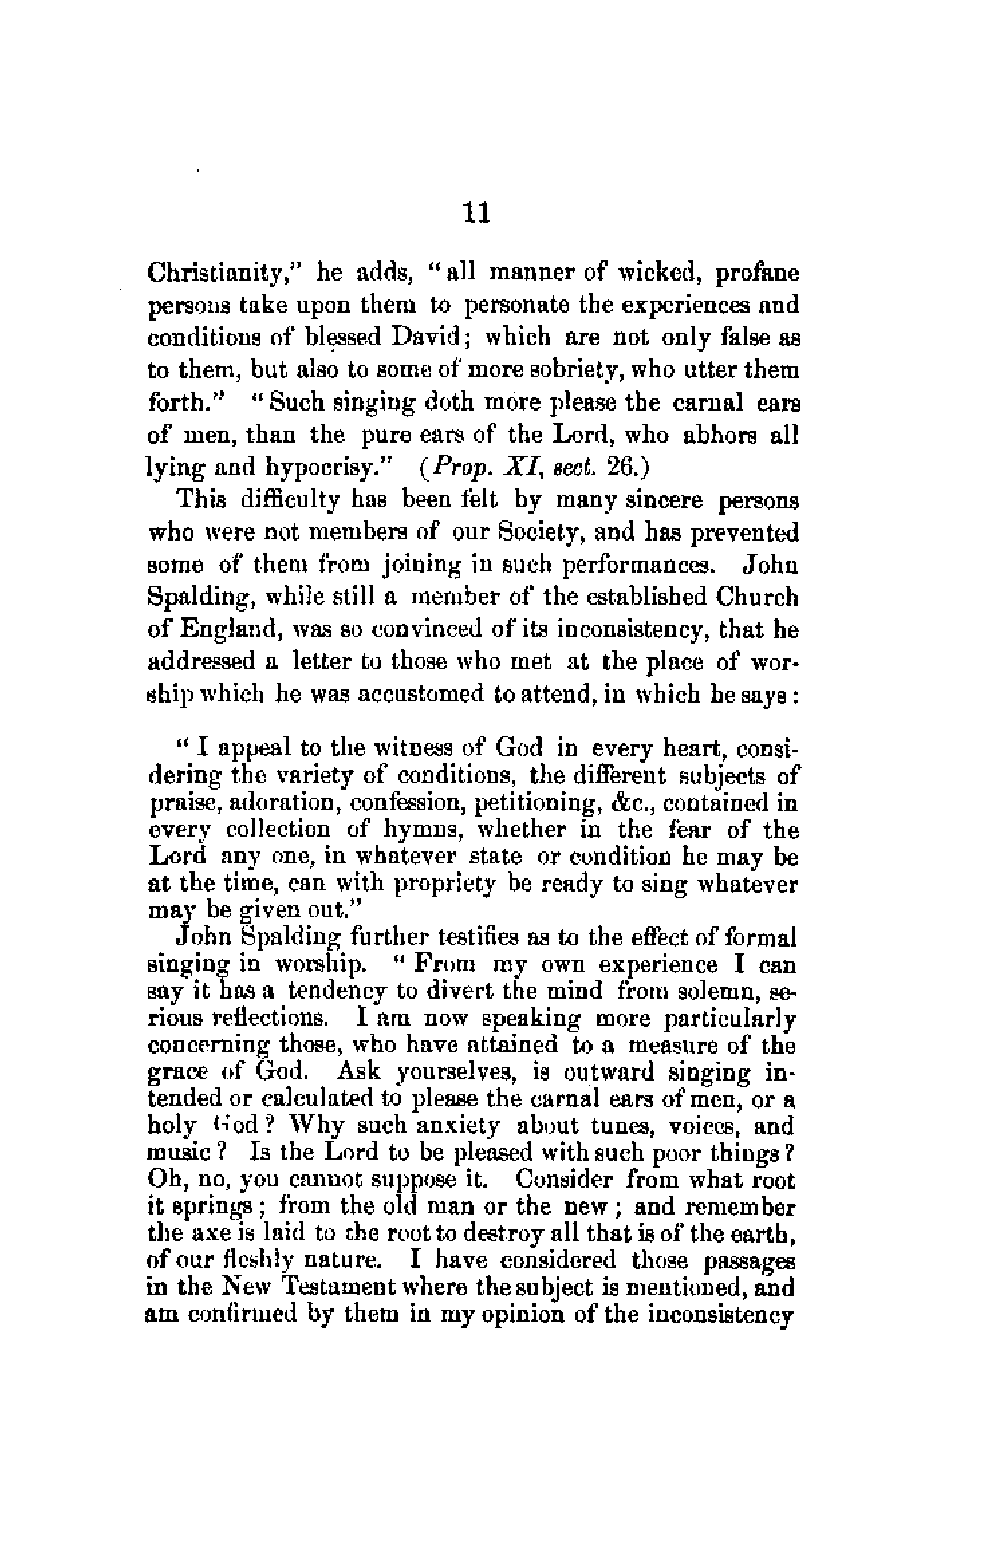 11
Christianity,” he adds, “all manner of wicked, profane
persons take upon them to personate the experiences and
conditions of blessed David; which are not only false as
to them, but also to some of more sobriety, who utter them
forth.” “Such singing doth more please the carnal ears
of men, than the pure ears of the Lord, who abhors all
lying and hypocrisy.” (Prop. XI, sect. 26.)
This difficulty has been felt by many sincere persons
who were not members of our Society, and has prevented
some of them from joining in such performances. John
Spalding, while still a member of the established Church
of England, was so convinced of its inconsistency, that he
addressed a letter to those who met at the place of wor-
ship which he was accustomed to attend, in which he says:
“I appeal to the witness of God in every heart, consi-
dering the variety of conditions, the different subjects of
praise, adoration, confession, petitioning, &c., contained in
every collection of hymns, whether in the fear of the
Lord any one, in whatever state or condition he may be
at the time, can with propriety be ready to sing whatever
may be given out.”
John Spalding further testifies as to the effect of formal
singing in worship. “From my own experience I can
say it has a tendency to divert the mind from solemn, se-
rious reflections. I am now speaking more particularly
concerning those, who have attained to a measure of the
grace of God. Ask yourselves, is outward singing in-
tended or calculated to please the carnal ears of men, or a
holy God? Why such anxiety about tunes, voices, and
music? Is the Lord to be pleased with such poor things?
Oh, no, you cannot suppose it. Consider from what root
it springs; from the old man or the new; and remember
the axe is laid to the root to destroy all that is of the earth,
of our fleshly nature. I have considered those passages
in the New Testament where the subject is mentioned, and
am confirmed by them in my opinion of the inconsistency